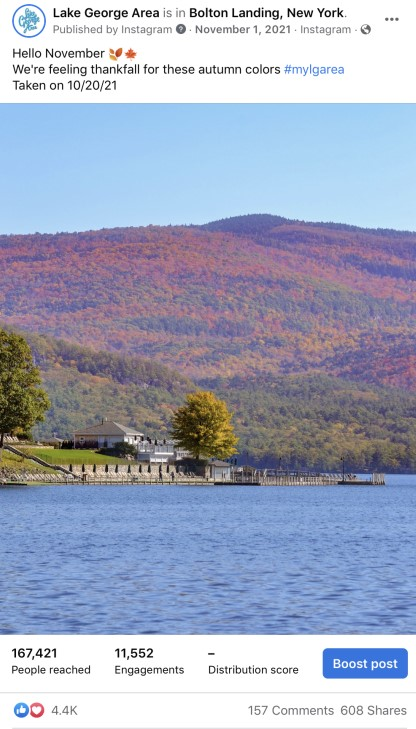 Lake George Area is in Bolton Landing, New York.
Published by Instagram ? · November 1, 2021 · Instagram ·
Hello November 🍂🍁
We're feeling thankfall for these autumn colors #mylgarea
Taken on 10/20/21
167,421 11,552 –
People reached Engagements Distribution score
Boost post
4.4K 157 Comments 608 Shares